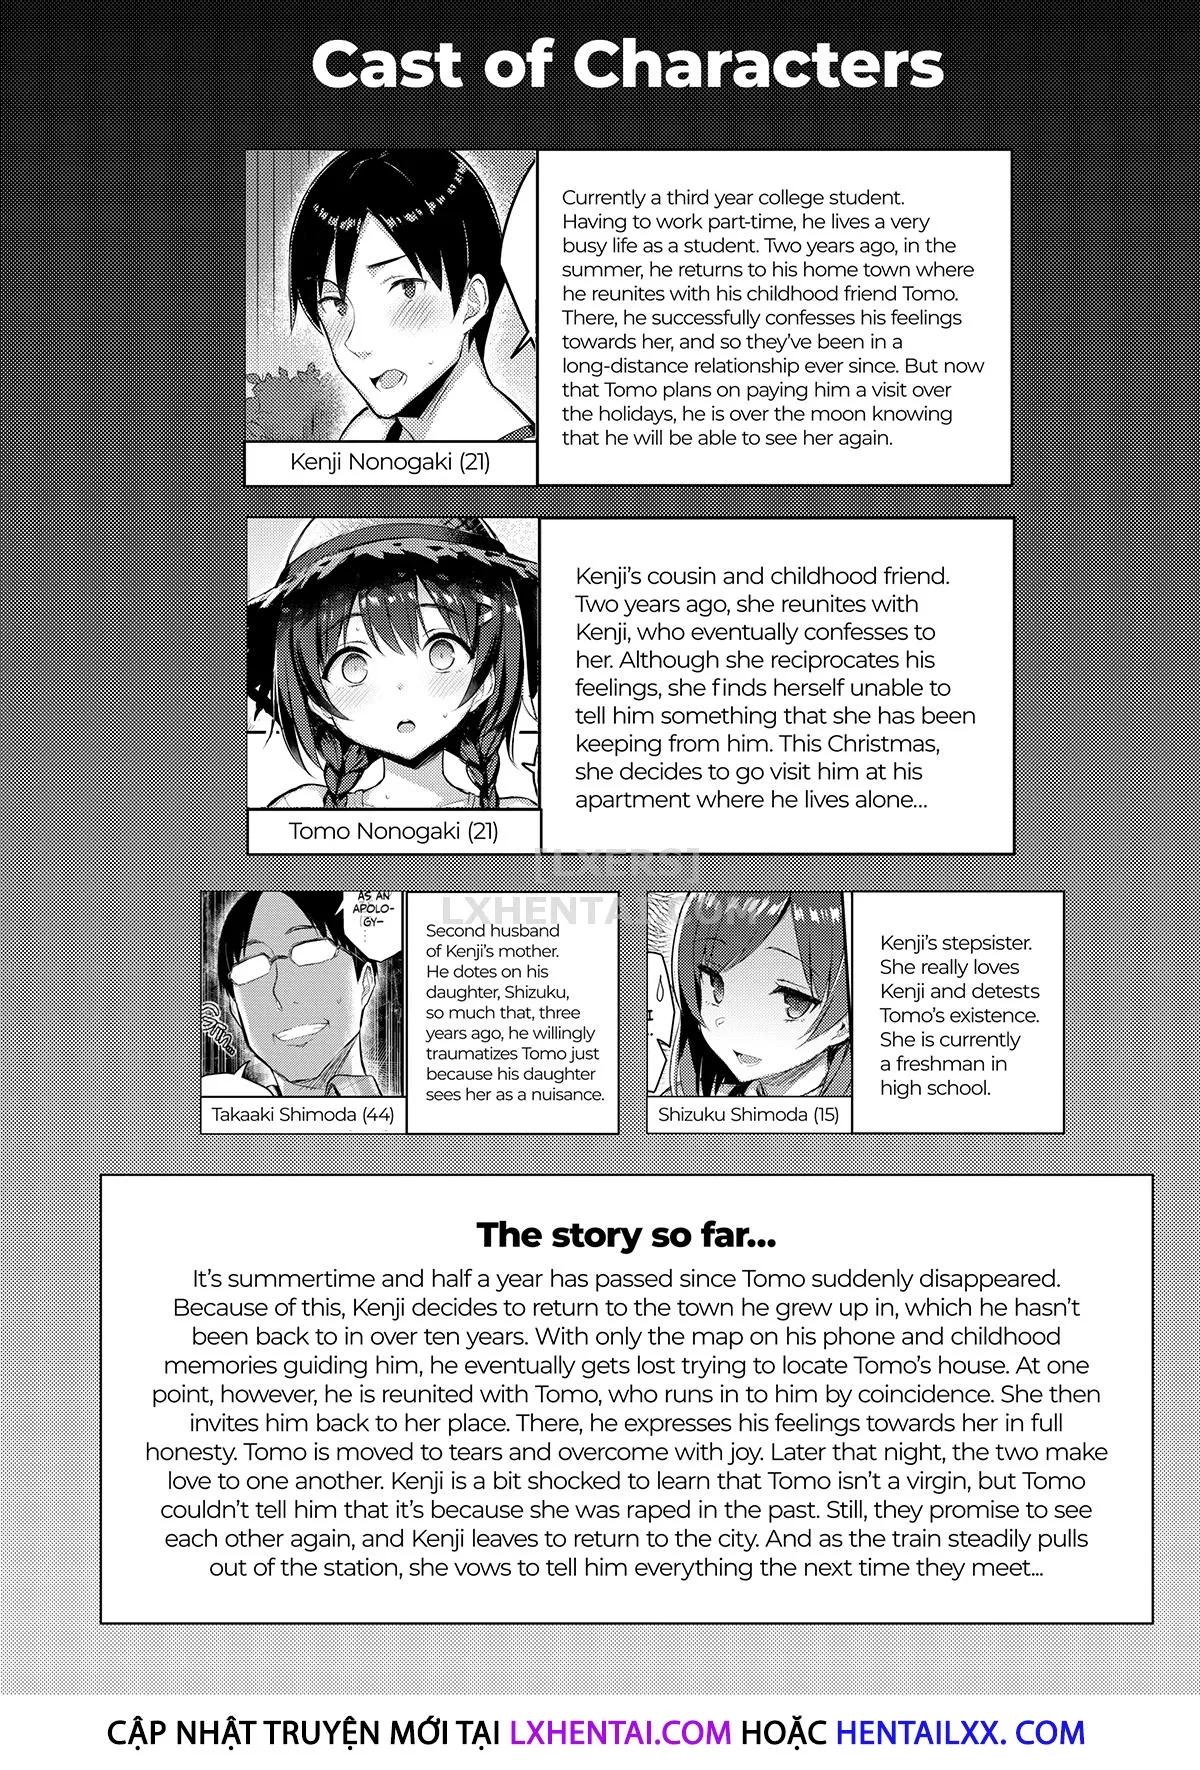 Cast of Characters
Currently a third year college student.
Having to work part-time, he lives a very
busy life as a student. Two years ago, in the
summer, he returns to his home town where
he reunites with his childhood friend Tomo.
There, he successfully confesses his feelings
towards her, and so they've been in a
long-distance relationship ever since. But now
that Tomo plans on paying him a visit over
the holidays, he is over the moon knowing
that he will be able to see her again.
Kenji Nonogaki (21)
Kenji's cousin and childhood friend.
Two years ago, she reunites with
Kenji, who eventually confesses to
her. Although she reciprocates his
feelings, she finds herself unable to
tell him something that she has been
keeping from him. This Christmas,
she decides to go visit him at his
apartment where he lives alone...
Tomo Nonogaki (21)
[LXERS]
LXHENTAI.COM
AS AN
APOLO-
GY-
Second husband
of Kenji's mother.
He dotes on his
daughter, Shizuku,
so much that, three
years ago, he willingly
traumatizes Tomo just
because his daughter
sees her as a nuisance.
Takaaki Shimoda (44)
Kenji's stepsister.
She really loves
Kenji and detests
Tomo's existence.
She is currently
a freshman in
high school.
Shizuku Shimoda (15)
The story so far...
It's summertime and half a year has passed since Tomo suddenly disappeared.
Because of this, Kenji decides to return to the town he grew up in, which he hasn't
been back to in over ten years. With only the map on his phone and childhood
memories guiding him, he eventually gets lost trying to locate Tomo's house. At one
point, however, he is reunited with Tomo, who runs in to him by coincidence. She then
invites him back to her place. There, he expresses his feelings towards her in full
honesty. Tomo is moved to tears and overcome with joy. Later that night, the two make
love to one another. Kenji is a bit shocked to learn that Tomo isn't a virgin, but Tomo
couldn't tell him that it's because she was raped in the past. Still, they promise to see
each other again, and Kenji leaves to return to the city. And as the train steadily pulls
out of the station, she vows to tell him everything the next time they meet...
CẬP NHẬT TRUYỆN MỚI TẠI LXHENTAI.COM HOẶC HENTAILXX. COM